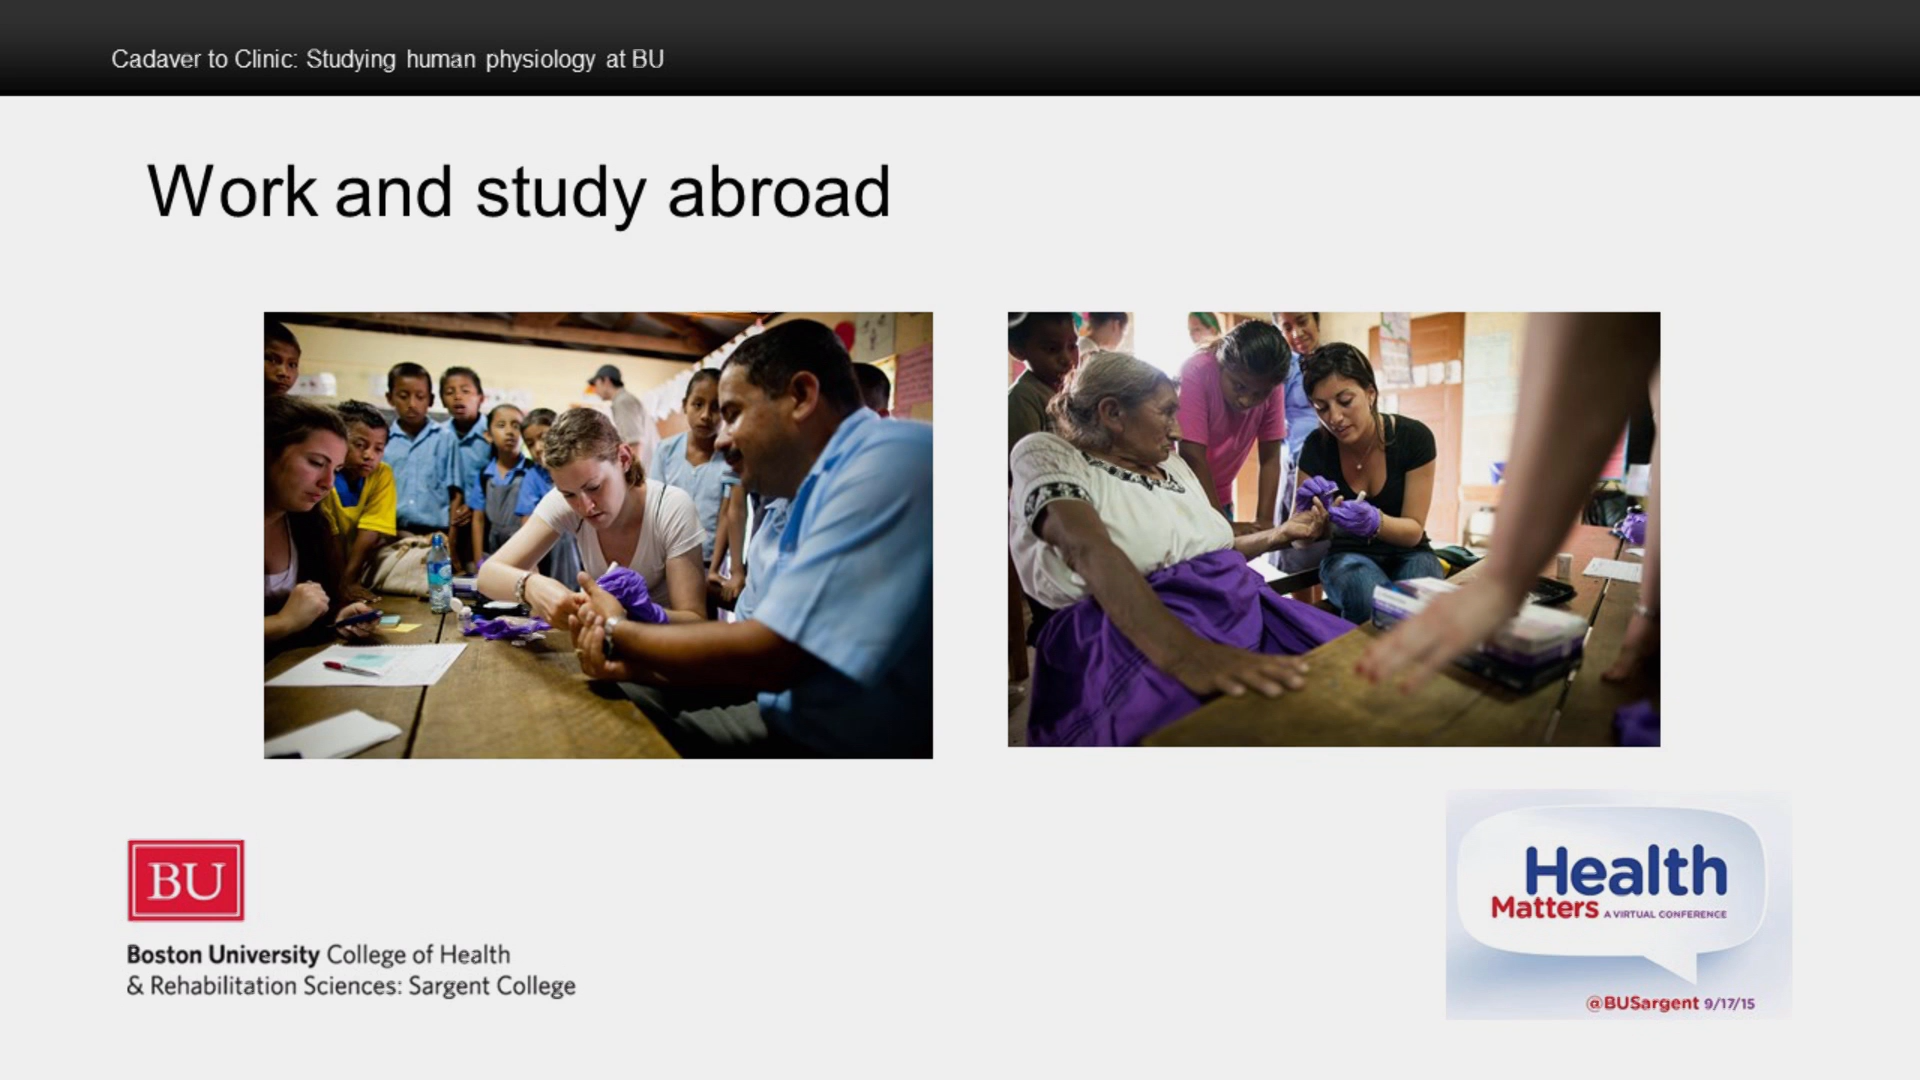 Cadaver to Clinic: Studying human physiology at BU
Work and study abroad
BU
Boston University College of Health
& Rehabilitation Sciences: Sargent College
Health
Matters A VIRTUAL CONFERENCE
@BUSargent 9/17/15